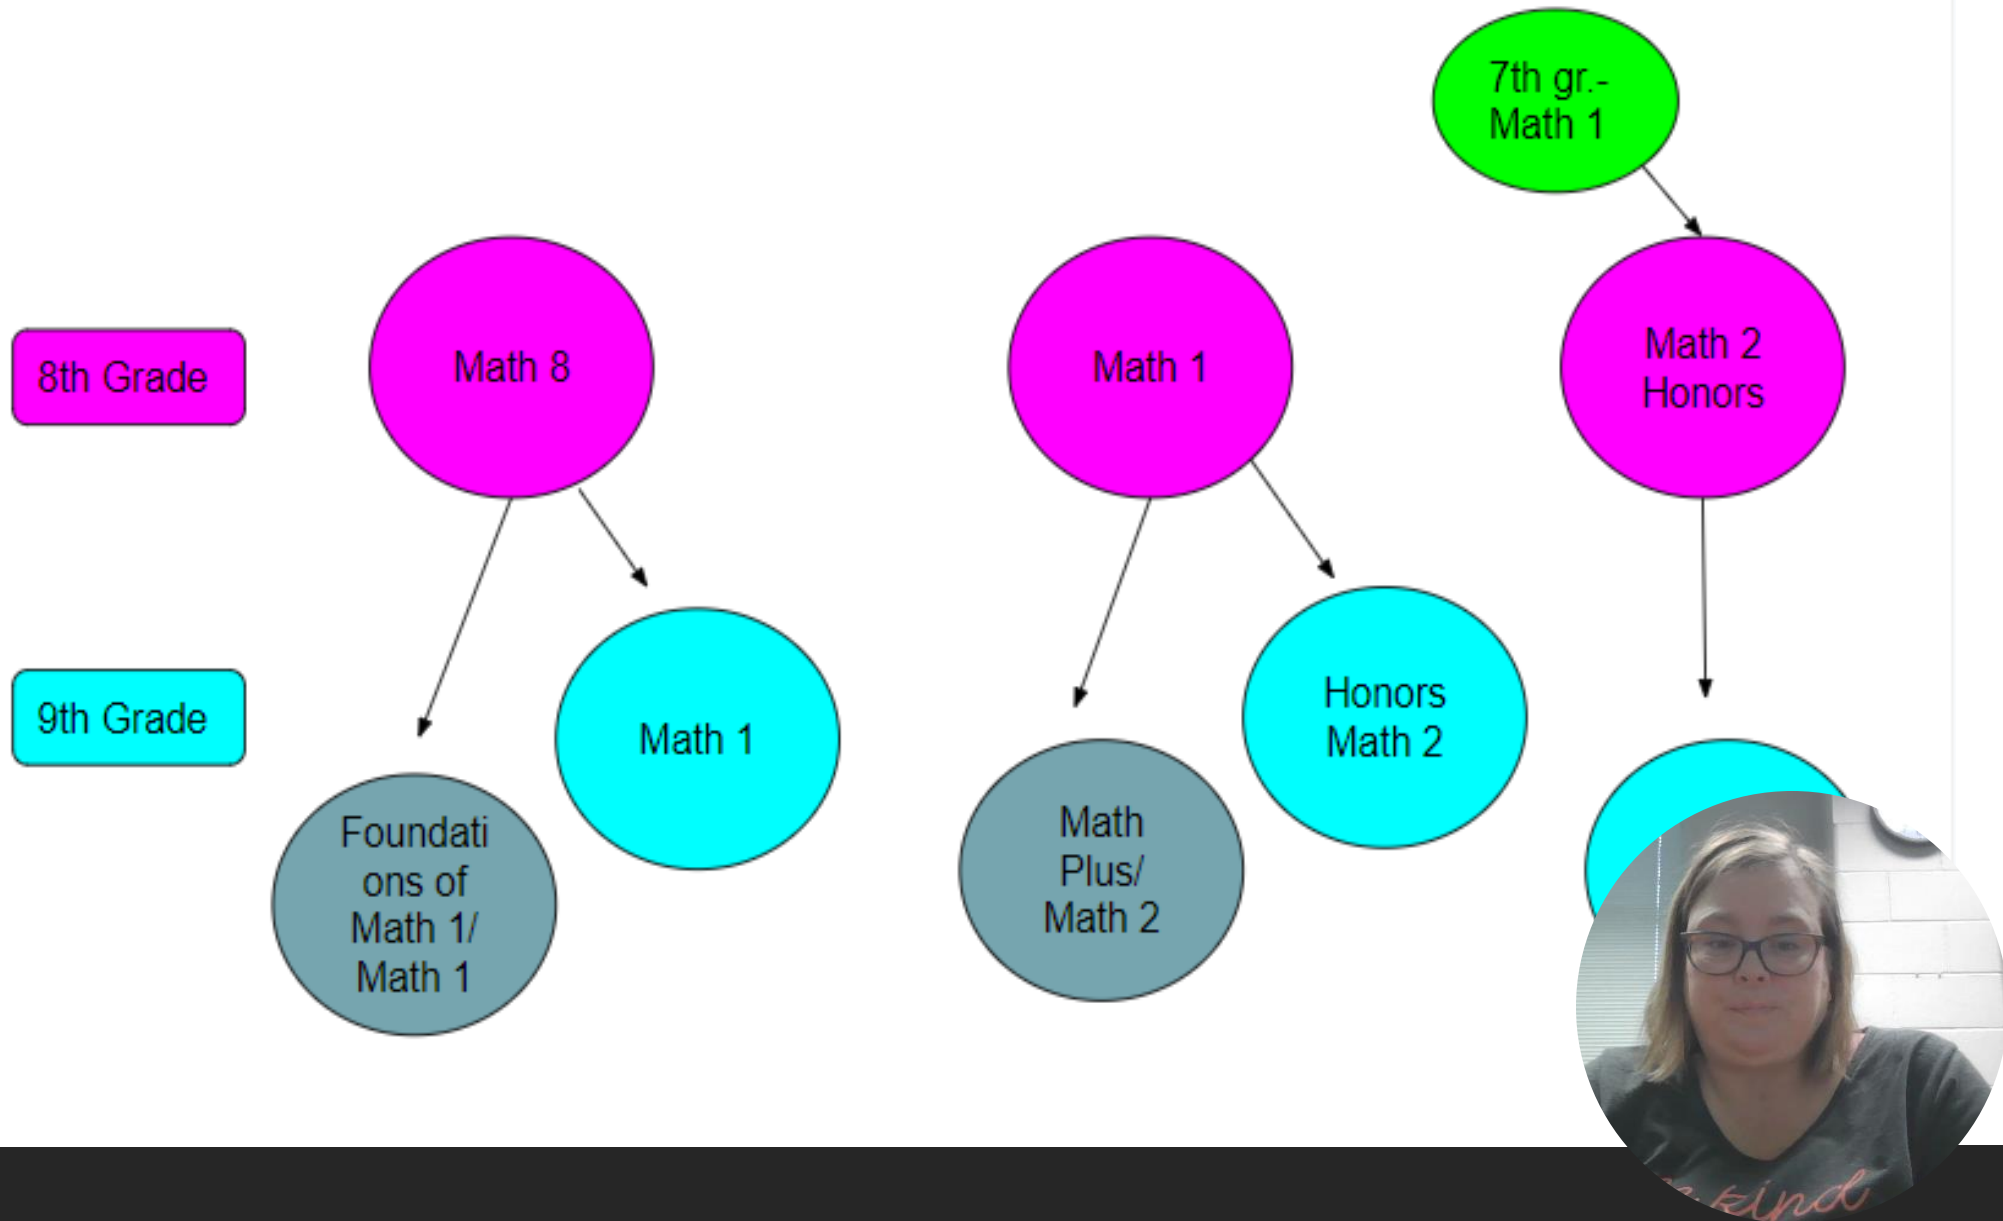 7th gr.-
Math 1
8th Grade
Math 8
Math 1
Math 2
Honors
9th Grade
Foundati
ons of
Math 1/
Math 1
Math 1
Math
Plus/
Math 2
Honors
Math 2
kind